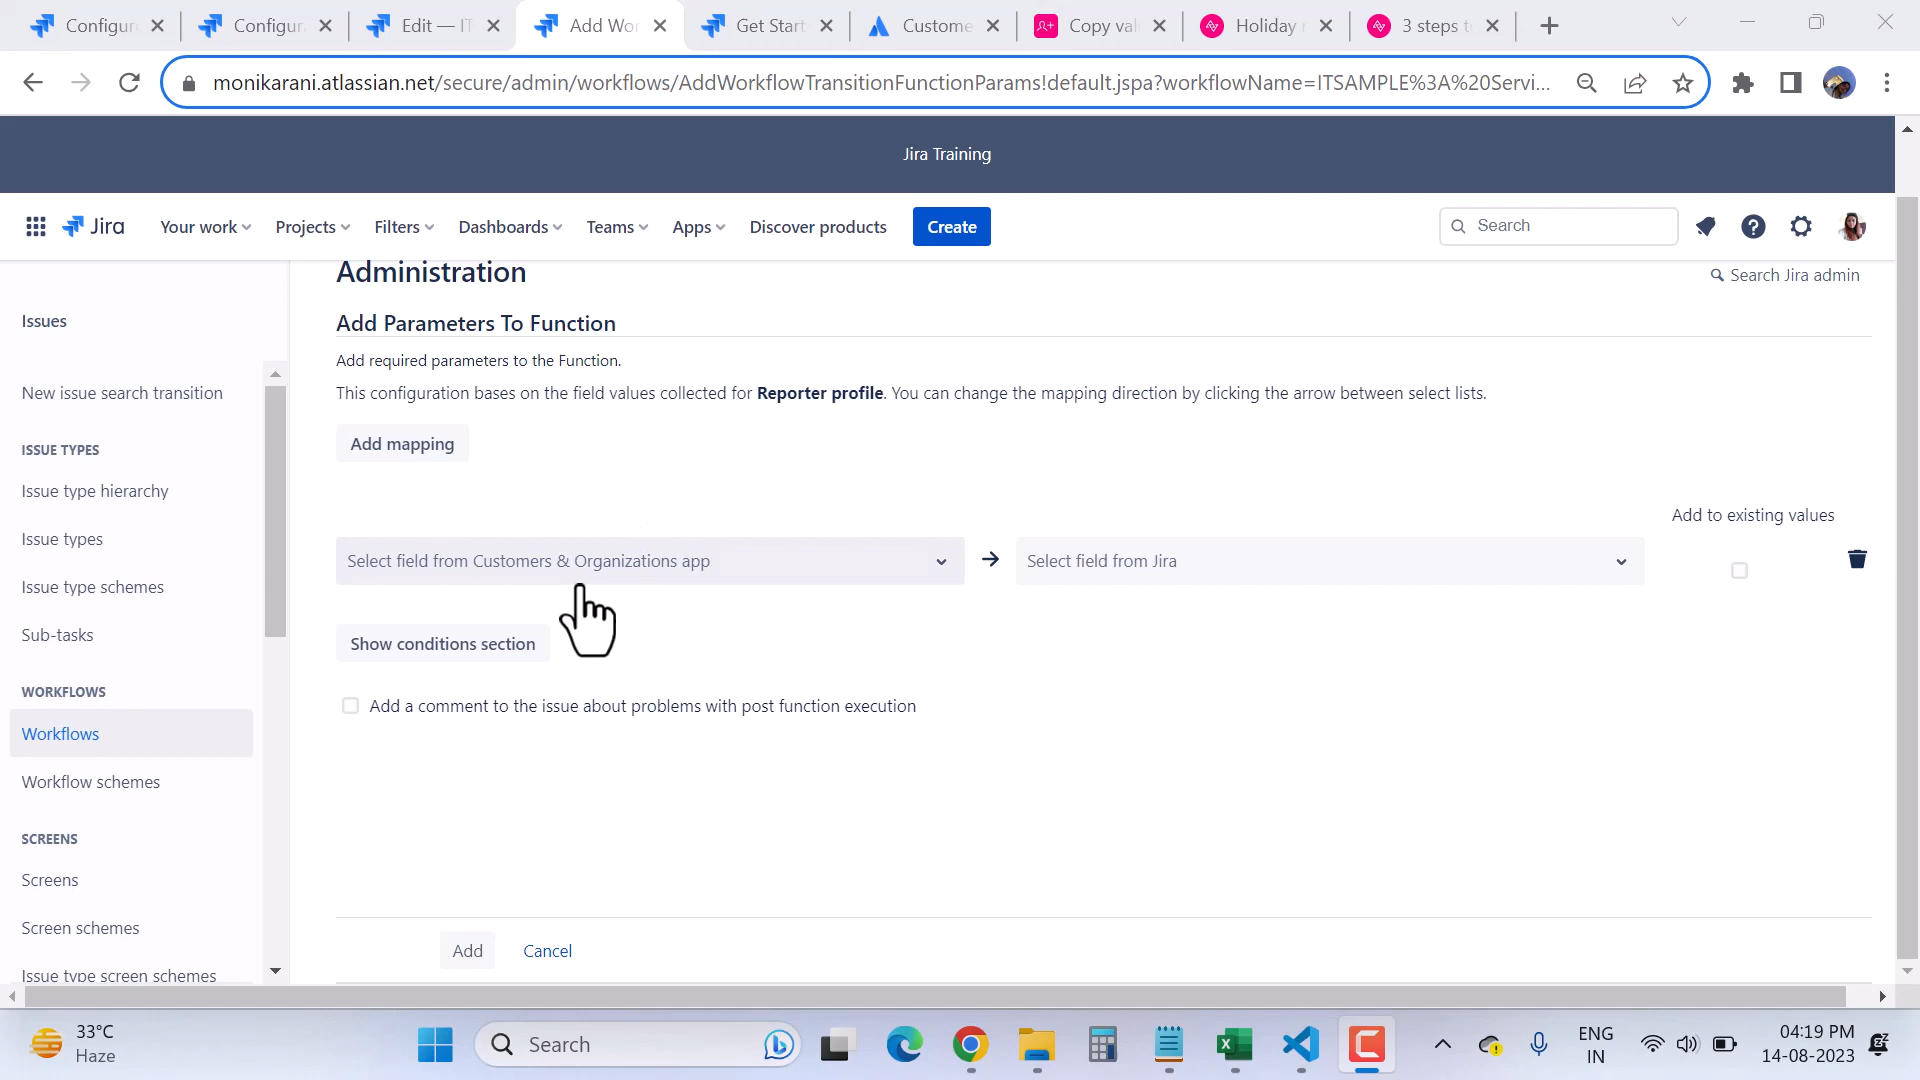 Configur
Configur
Edit — IT
Add Wor
Get Start
Custome
Copy val
Holiday r
3 steps t
monikarani.atlassian.net/secure/admin/workflows/AddWorkflowTransitionFunctionParams!default.jspa?workflowName=ITSAMPLE%3A%20Servi...
Jira Training
Jira
Your work
Projects
Filters
Dashboards
Teams
Apps
Discover products
Create
Search
Administration
Search Jira admin
Issues
New issue search transition
ISSUE TYPES
Issue type hierarchy
Issue types
Issue type schemes
Sub-tasks
WORKFLOWS
Workflows
Workflow schemes
SCREENS
Screens
Screen schemes
Issue type screen schemes
Add Parameters To Function
Add required parameters to the Function.
This configuration bases on the field values collected for Reporter profile. You can change the mapping direction by clicking the arrow between select lists.
Add mapping
Add to existing values
Select field from Customers & Organizations app
Select field from Jira
Show conditions section
Add a comment to the issue about problems with post function execution
Add
Cancel
33°C
Haze
Search
ENG
IN
04:19 PM
14-08-2023